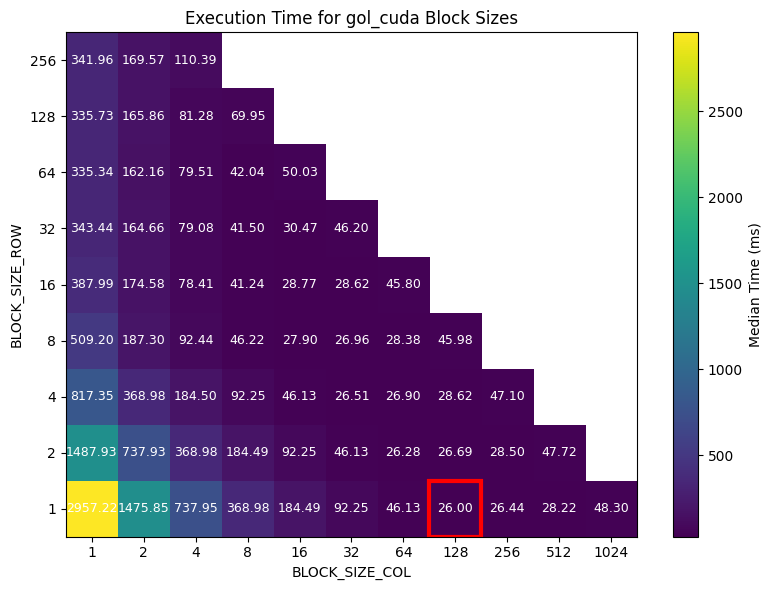 Execution Time for gol_cuda Block Sizes
BLOCK_SIZE_ROW
256 341.96 169.57 110.39
128 335.73 165.86 81.28 69.95
64 335.34 162.16 79.51 42.04 50.03
32 343.44 164.66 79.08 41.50 30.47 46.20
16 387.99 174.58 78.41 41.24 28.77 28.62 45.80
8 509.20 187.30 92.44 46.22 27.90 26.96 28.38 45.98
4 817.35 368.98 184.50 92.25 46.13 26.51 26.90 28.62 47.10
2 1487.93 737.93 368.98 184.49 92.25 46.13 26.28 26.69 28.50 47.72
1 2957.22 1475.85 737.95 368.98 184.49 92.25 46.13 26.00 26.44 28.22 48.30
1 2 4 8 16 32 64 128 256 512 1024
BLOCK_SIZE_COL
2500
2000
1500
1000
500
Median Time (ms)